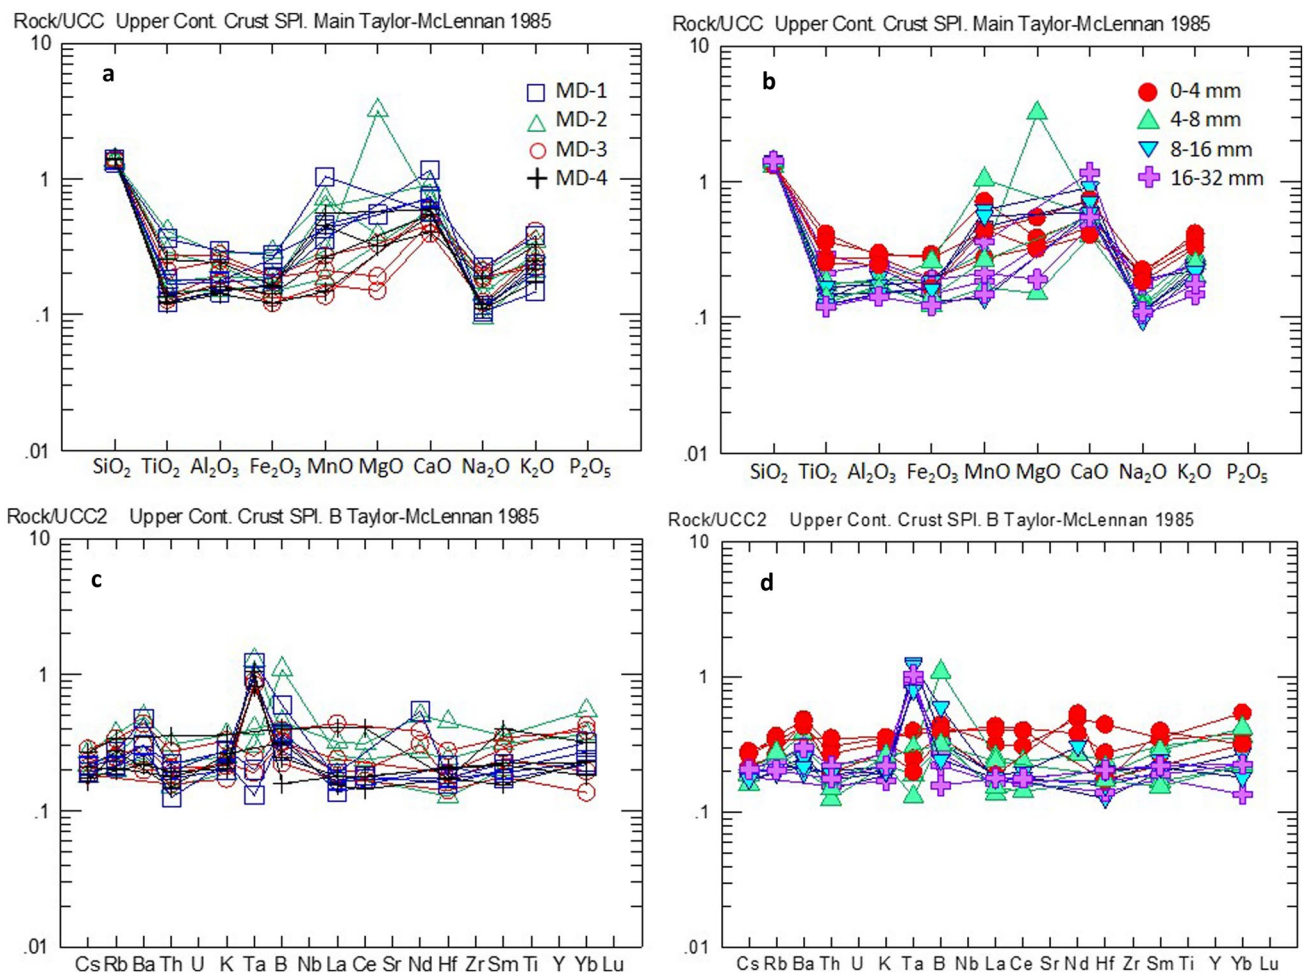 Rock/UCC Upper Cont. Crust SPI. Main Taylor-McLennan 1985
10
a
MD-1
MD-2
MD-3
MD-4
1
.1
.01
SiO₂ TiO₂ Al₂O₃ Fe₂O₃ MnO MgO CaO Na₂O K₂O P₂O₅
Rock/UCC Upper Cont. Crust SPI. Main Taylor-McLennan 1985
10
b
0-4 mm
4-8 mm
8-16 mm
16-32 mm
1
.1
.01
SiO₂ TiO₂ Al₂O₃ Fe₂O₃ MnO MgO CaO Na₂O K₂O P₂O₅
Rock/UCC2 Upper Cont. Crust SPI. B Taylor-McLennan 1985
10
c
1
.1
.01
Cs Rb Ba Th U K Ta B Nb La Ce Sr Nd Hf Zr Sm Ti Y Yb Lu
Rock/UCC2 Upper Cont. Crust SPI. B Taylor-McLennan 1985
10
d
1
.1
.01
Cs Rb Ba Th U K Ta B Nb La Ce Sr Nd Hf Zr Sm Ti Y Yb Lu